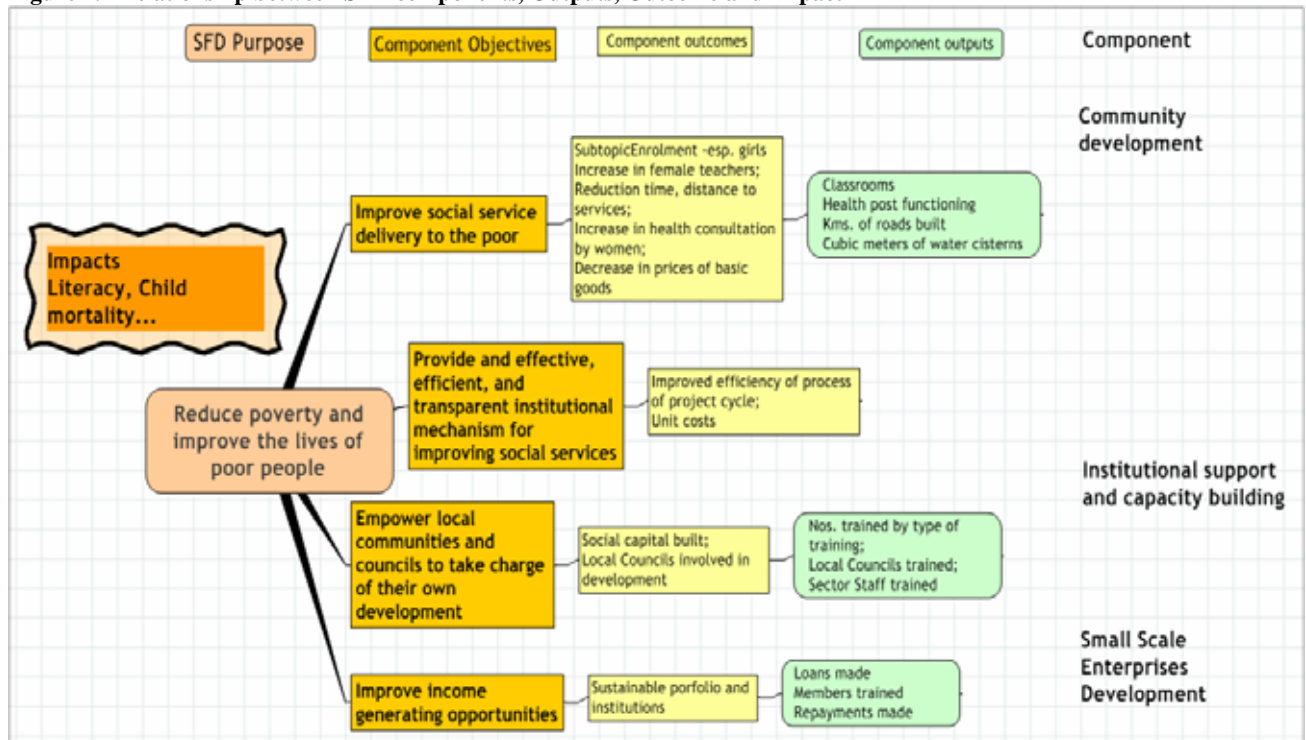 SFD Purpose
Component Objectives
Component outcomes
Component outputs
Component
Community
development
SubtopicEnrolment -esp. girls
Increase in female teachers;
Reduction time, distance to
services;
Increase in health consultation
by women;
Decrease in prices of basic
goods
Classrooms
Health post functioning
Kms. of roads built
Cubic meters of water cisterns
Improve social service
delivery to the poor
Impacts
Literacy, Child
mortality...
Provide and effective,
efficient, and
transparent institutional
mechanism for
improving social services
Improved efficiency of process
of project cycle;
Unit costs
Reduce poverty and
improve the lives of
poor people
Institutional support
and capacity building
Empower local
communities and
councils to take charge
of their own
development
Social capital built;
Local Councils involved in
development
Nos. trained by type of
training;
Local Councils trained;
Sector Staff trained
Small Scale
Enterprises
Development
Improve income
generating opportunities
Sustainable porfolio and
institutions
Loans made
Members trained
Repayments made